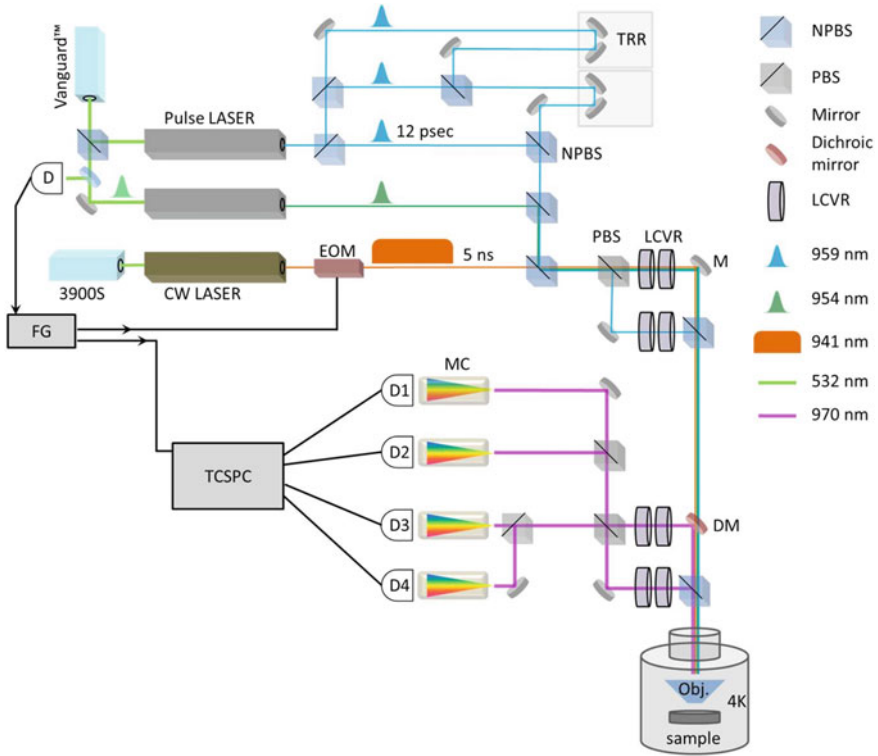 Vanguard™
Pulse LASER
12 psec
TRR
NPBS
D
3900S
CW LASER
EOM
5 ns
PBS
LCVR
M
FG
MC
D1
D2
D3
D4
TCSPC
DM
Obj.
4K
sample
NPBS
PBS
Mirror
Dichroic
mirror
LCVR
959 nm
954 nm
941 nm
532 nm
970 nm